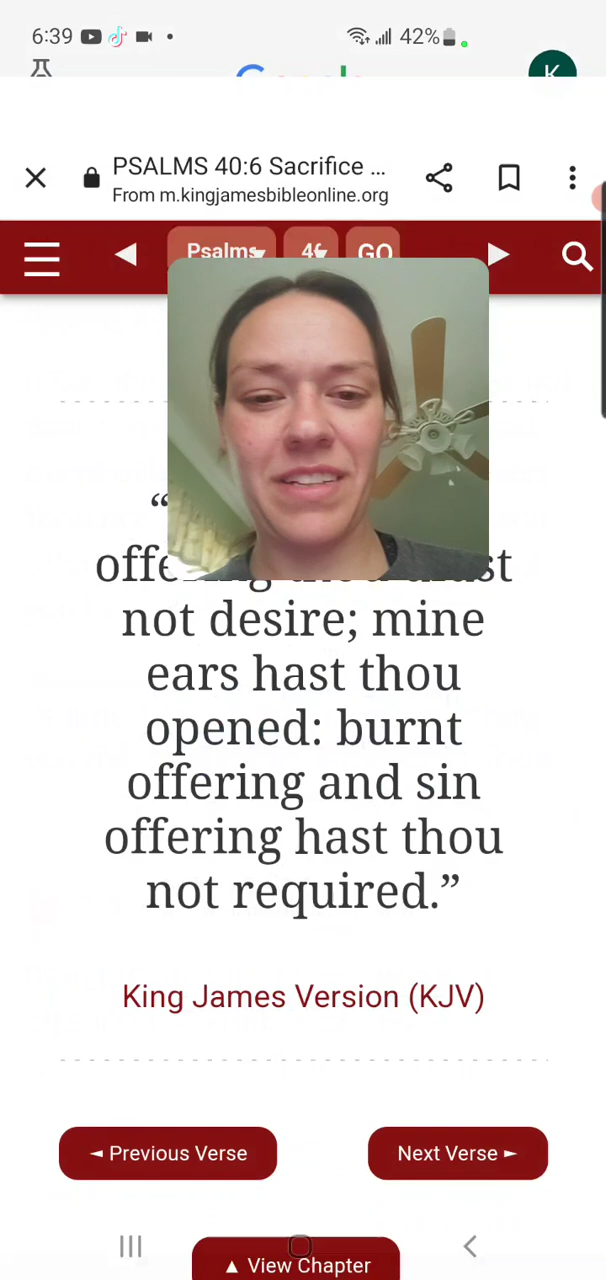 6:39 42%
K
PSALMS 40:6 Sacrifice ...
From m.kingjamesbibleonline.org
Psalms GO
“
not desire; mine
ears hast thou
opened: burnt
offering and sin
offering hast thou
not required.”
King James Version (KJV)
◄ Previous Verse Next Verse ►
▲ View Chapter